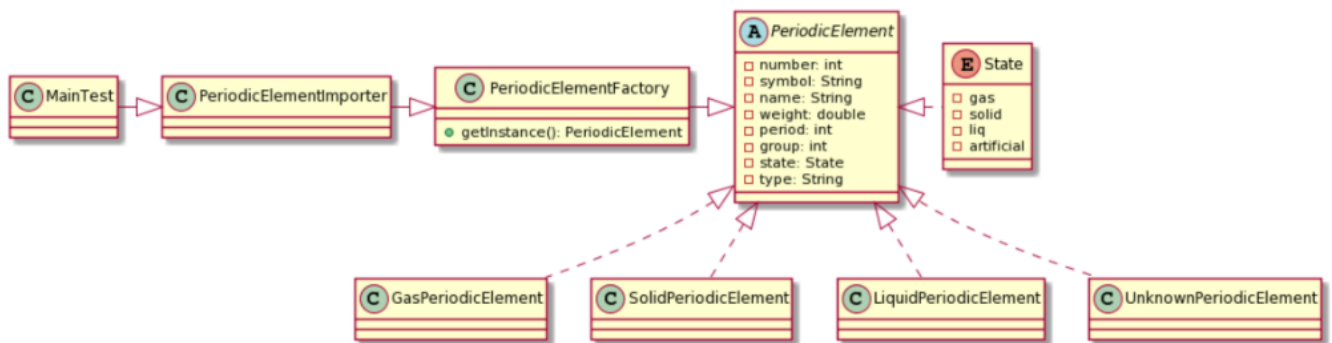 A PeriodicElement
number: int
symbol: String
name: String
weight: double
period: int
group: int
state: State
type: String
E State
gas
solid
liq
artificial
C MainTest
C PeriodicElementImporter
C PeriodicElementFactory
getInstance(): PeriodicElement
C GasPeriodicElement
C SolidPeriodicElement
C LiquidPeriodicElement
C UnknownPeriodicElement